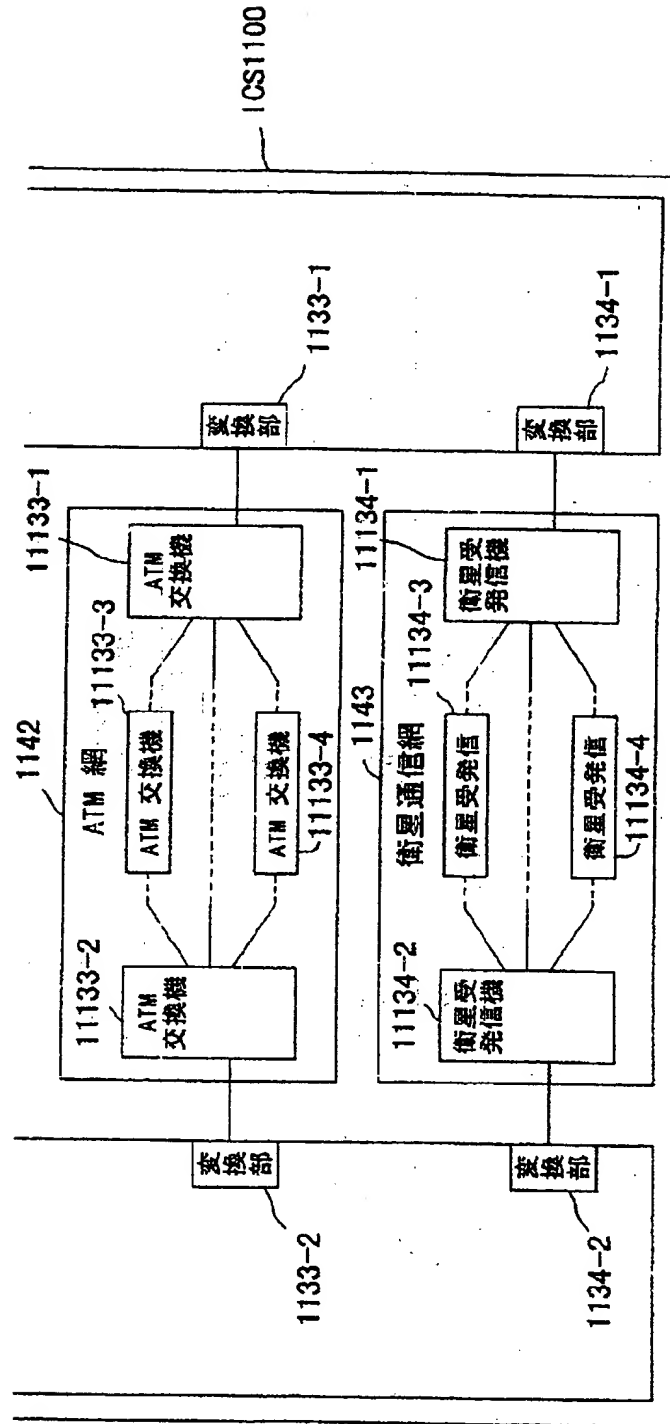 ICS1100
1133-1
変換部
1134-1
変換部
1142
ATM 網
11133-1
ATM
交換機
11133-3
ATM 交換機
ATM 交換機
11133-4
11133-2
ATM
交換機
1143
衛星通信網
11134-1
衛星受
発信機
11134-3
衛星受発信
衛星受発信
11134-4
11134-2
衛星受
発信機
変換部
1133-2
変換部
1134-2